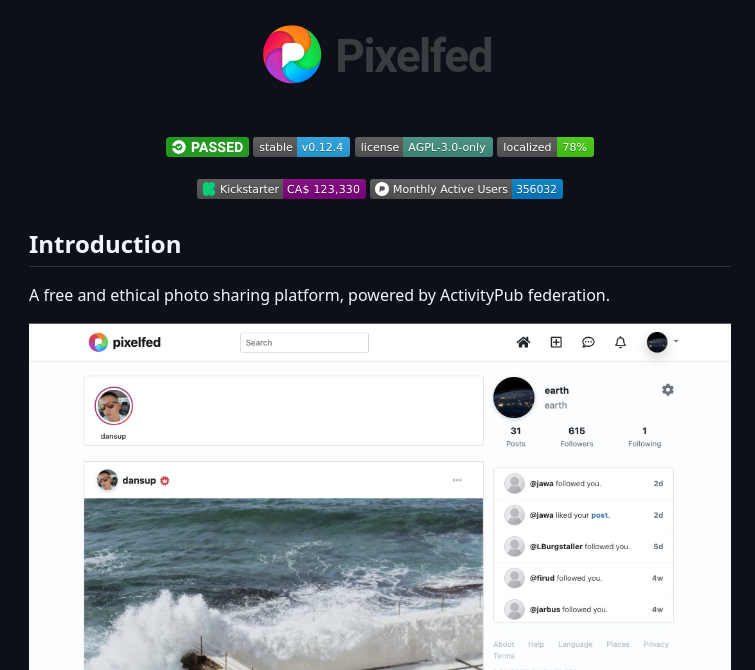 Pixelfed
PASSED stable v0.12.4 license AGPL-3.0-only localized 78%
Kickstarter CA$ 123,330 Monthly Active Users 356032
Introduction
A free and ethical photo sharing platform, powered by ActivityPub federation.
pixelfed Search
dansup
dansup
earth
earth
31 615 1
Posts Followers Following
@jawa followed you. 2d
@jawa liked your post. 2d
@LBurgstaller followed you. 5d
@firud followed you. 4w
@jarbus followed you. 4w
About Help Language Places Privacy
Terms